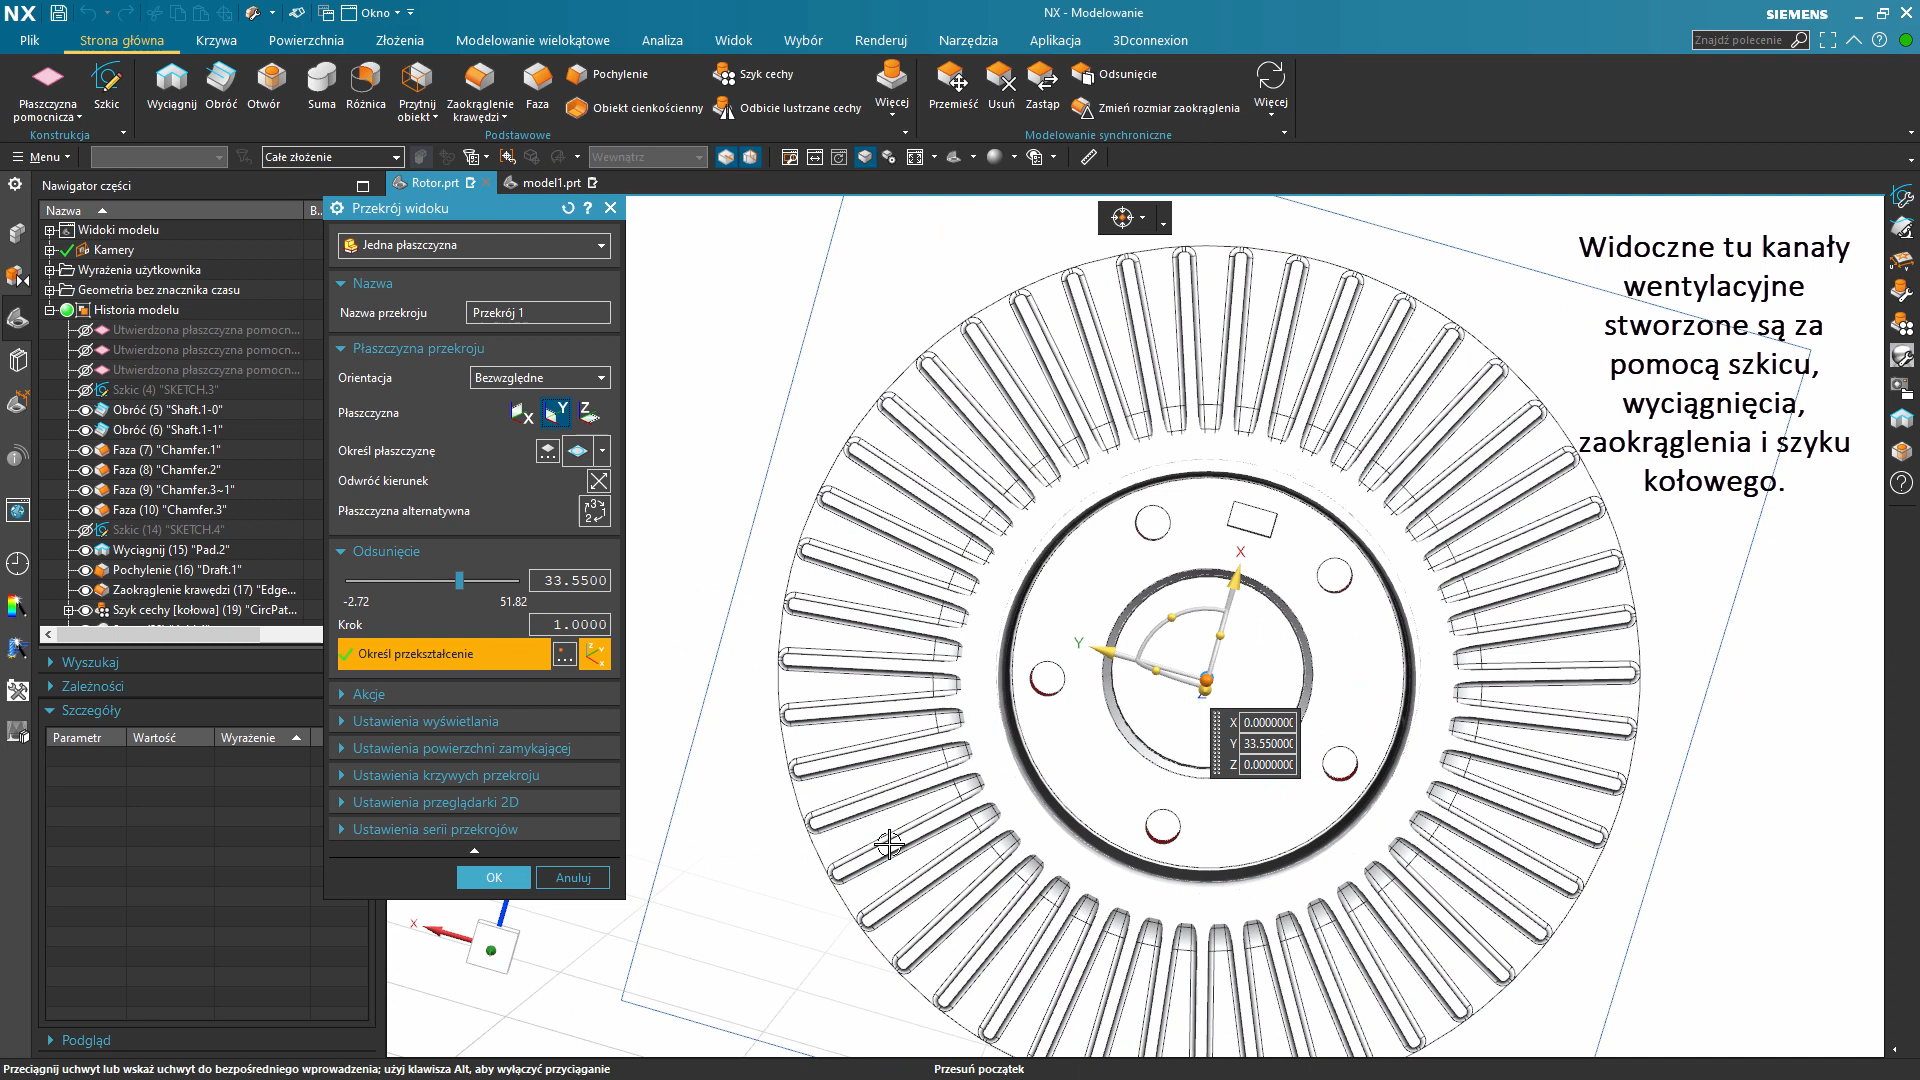 NX
Okno
NX - Modelowanie
SIEMENS
Plik
Strona główna
Krzywa
Powierzchnia
Złożenia
Modelowanie wielokątowe
Analiza
Widok
Wybór
Renderuj
Narzędzia
Aplikacja
3Dconnexion
Znajdź polecenie
Płaszczyzna pomocnicza
Szkic
Wyciągnij
Obróć
Otwór
Suma
Różnica
Przytnij obiekt
Zaokrąglenie krawędzi
Faza
Pochylenie
Obiekt cienkościenny
Szyk cechy
Odbicie lustrzane cechy
Więcej
Przemieść
Usuń
Zastąp
Odsunięcie
Zmień rozmiar zaokrąglenia
Więcej
Konstrukcja
Podstawowe
Modelowanie synchroniczne
Menu
Całe złożenie
Wewnątrz
Nawigator części
Rotor.prt
model1.prt
Nazwa
B...
Widoki modelu
Kamery
Wyrażenia użytkownika
Geometria bez znacznika czasu
Historia modelu
Utwierdzona płaszczyzna pomocn...
Utwierdzona płaszczyzna pomocn...
Utwierdzona płaszczyzna pomocn...
Szkic (4) "SKETCH.3"
Obróć (5) "Shaft.1-0"
Obróć (6) "Shaft.1-1"
Faza (7) "Chamfer.1"
Faza (8) "Chamfer.2"
Faza (9) "Chamfer.3~1"
Faza (10) "Chamfer.3"
Szkic (14) "SKETCH.4"
Wyciągnij (15) "Pad.2"
Pochylenie (16) "Draft.1"
Zaokrąglenie krawędzi (17) "Edge...
Szyk cechy [kołowa] (19) "CircPat...
Wyszukaj
Zależności
Szczegóły
Parametr
Wartość
Wyrażenie
Podgląd
Przekrój widoku
Jedna płaszczyzna
Nazwa
Nazwa przekroju
Przekrój 1
Płaszczyzna przekroju
Orientacja
Bezwzględne
Płaszczyzna
X
Y
Z
Określ płaszczyznę
Odwróć kierunek
Płaszczyzna alternatywna
Odsunięcie
33.5500
-2.72
51.82
Krok
1.0000
Określ przekształcenie
Akcje
Ustawienia wyświetlania
Ustawienia powierzchni zamykającej
Ustawienia krzywych przekroju
Ustawienia przeglądarki 2D
Ustawienia serii przekrojów
OK
Anuluj
Widoczne tu kanały
wentylacyjne
stworzone są za
pomocą szkicu,
wyciągnięcia,
zaokrąglenia i szyku
kołowego.
X
Y
X 0.0000000
Y 33.550000
Z 0.0000000
X
Przeciągnij uchwyt lub wskaż uchwyt do bezpośredniego wprowadzenia; użyj klawisza Alt, aby wyłączyć przyciąganie
Przesuń początek